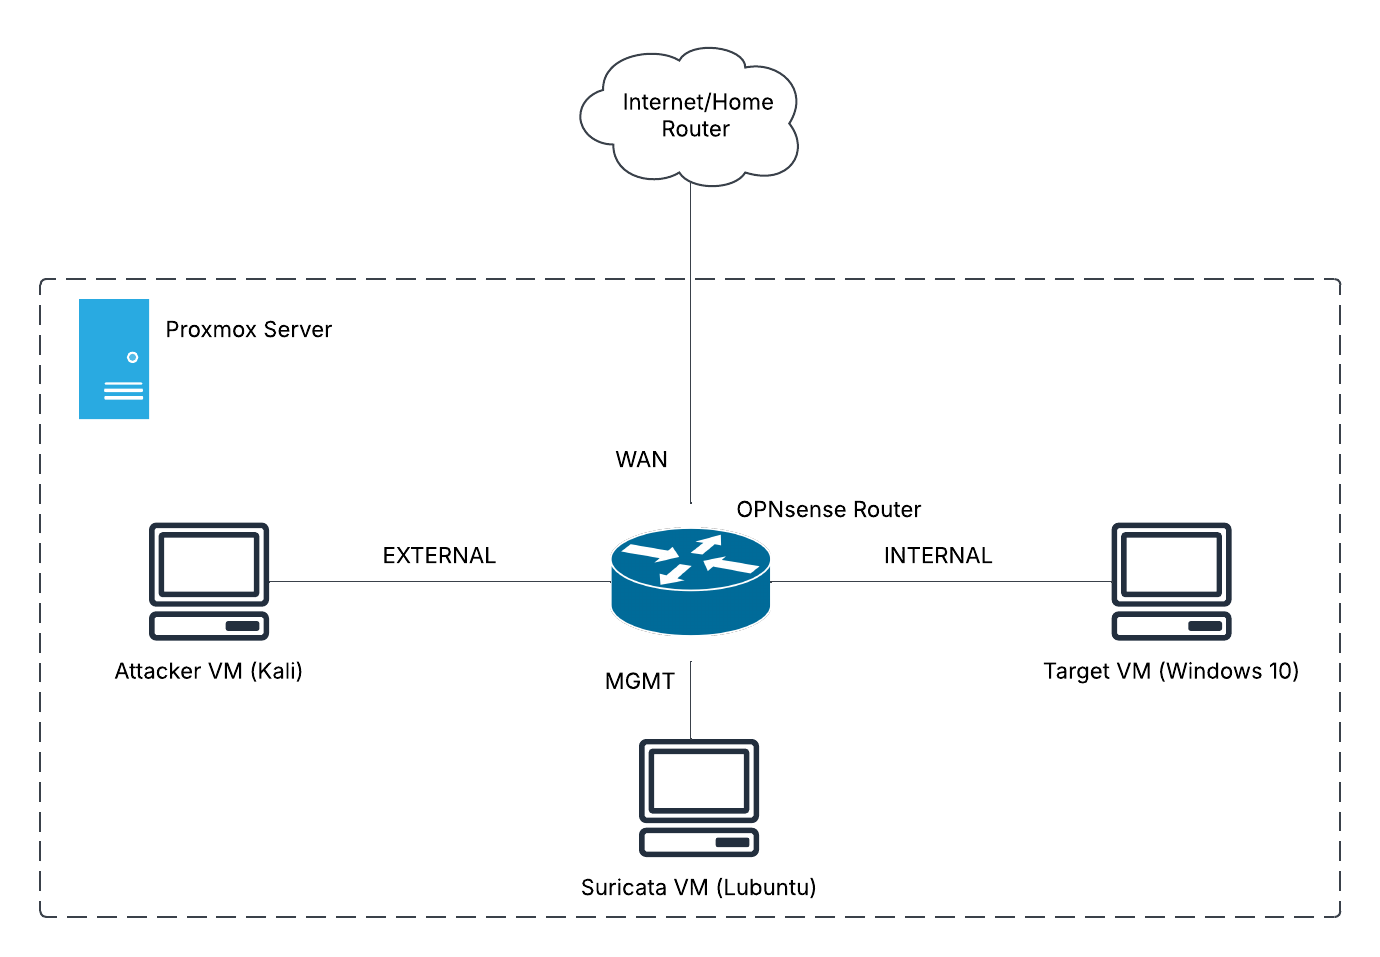 Internet/Home
Router
Proxmox Server
WAN
OPNsense Router
EXTERNAL
INTERNAL
Attacker VM (Kali)
MGMT
Target VM (Windows 10)
Suricata VM (Lubuntu)